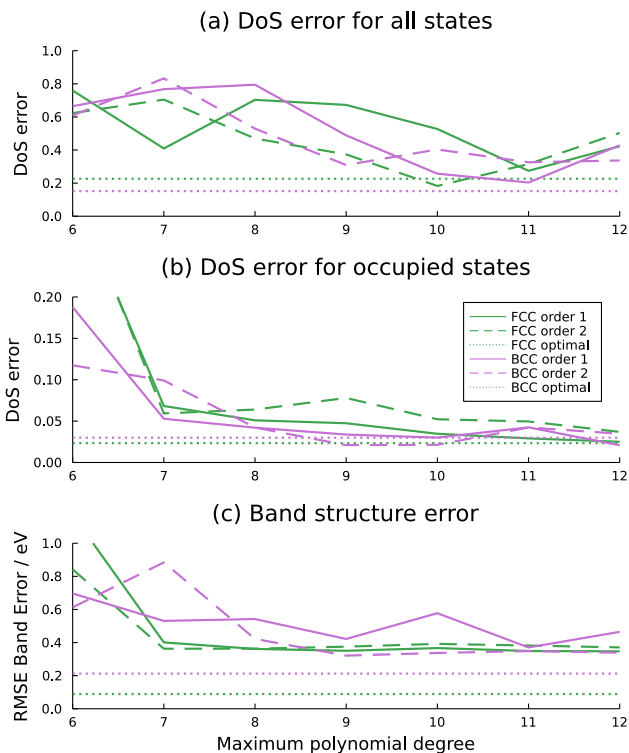 (a) DoS error for all states
DoS error
1.0
0.8
0.6
0.4
0.2
0.0
6 7 8 9 10 11 12
(b) DoS error for occupied states
DoS error
0.20
0.15
0.10
0.05
0.00
FCC order 1
FCC order 2
FCC optimal
BCC order 1
BCC order 2
BCC optimal
6 7 8 9 10 11 12
(c) Band structure error
RMSE Band Error / eV
1.0
0.8
0.6
0.4
0.2
0.0
6 7 8 9 10 11 12
Maximum polynomial degree